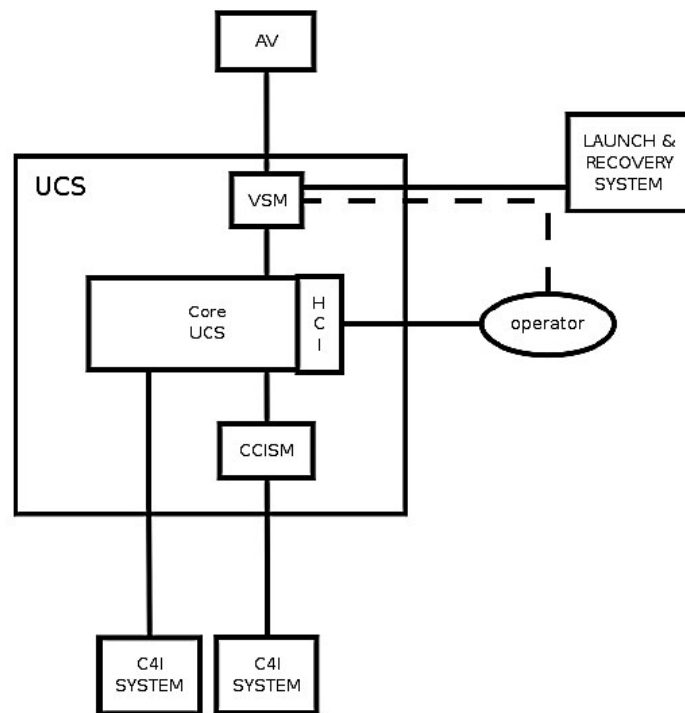 AV
LAUNCH &
RECOVERY
SYSTEM
UCS
VSM
Core
UCS
H
C
I
operator
CCISM
C4I
SYSTEM
C4I
SYSTEM